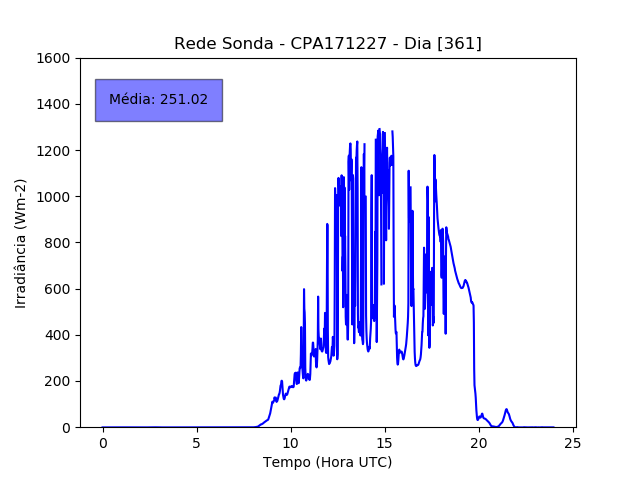 Rede Sonda - CPA171227 - Dia [361]
1600
1400
1200
1000
800
600
400
200
0
Média: 251.02
Irradiância (Wm-2)
0 5 10 15 20 25
Tempo (Hora UTC)